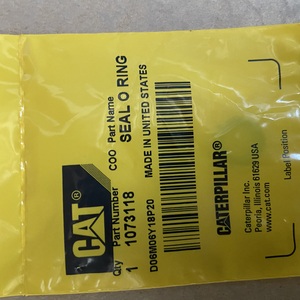 CAT®
Qty Part Number COO Part Name
1 1073118 SEAL O RING
MADE IN UNITED STATES
D06M06Y18P20
CATERPILLAR®
Caterpillar Inc.
Peoria, Illinois 61629 USA
www.cat.com
Label Position